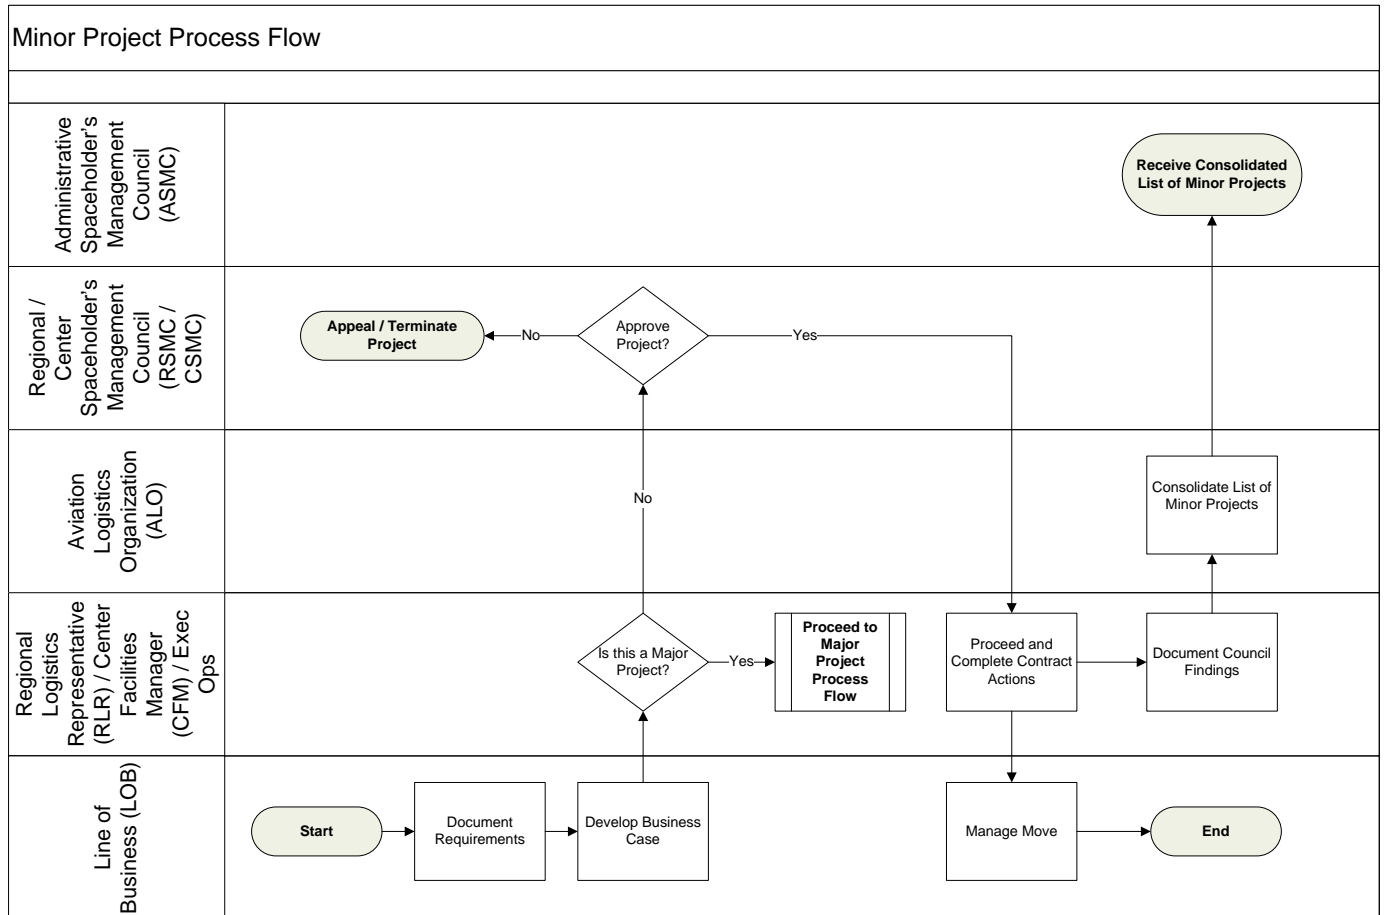 Minor Project Process Flow
Administrative
Spaceholder’s
Management
Council
(ASMC)
Receive Consolidated
List of Minor Projects
Regional /
Center
Spaceholder’s
Management
Council
(RSMC /
CSMC)
Appeal / Terminate
Project
No
Approve
Project?
Yes
Aviation
Logistics
Organization
(ALO)
No
Consolidate List of
Minor Projects
Regional
Logistics
Representative
(RLR) / Center
Facilities
Manager
(CFM) / Exec
Ops
Is this a Major
Project?
Yes
Proceed to
Major
Project
Process
Flow
Proceed and
Complete Contract
Actions
Document Council
Findings
Line of
Business (LOB)
Start
Document
Requirements
Develop Business
Case
Manage Move
End